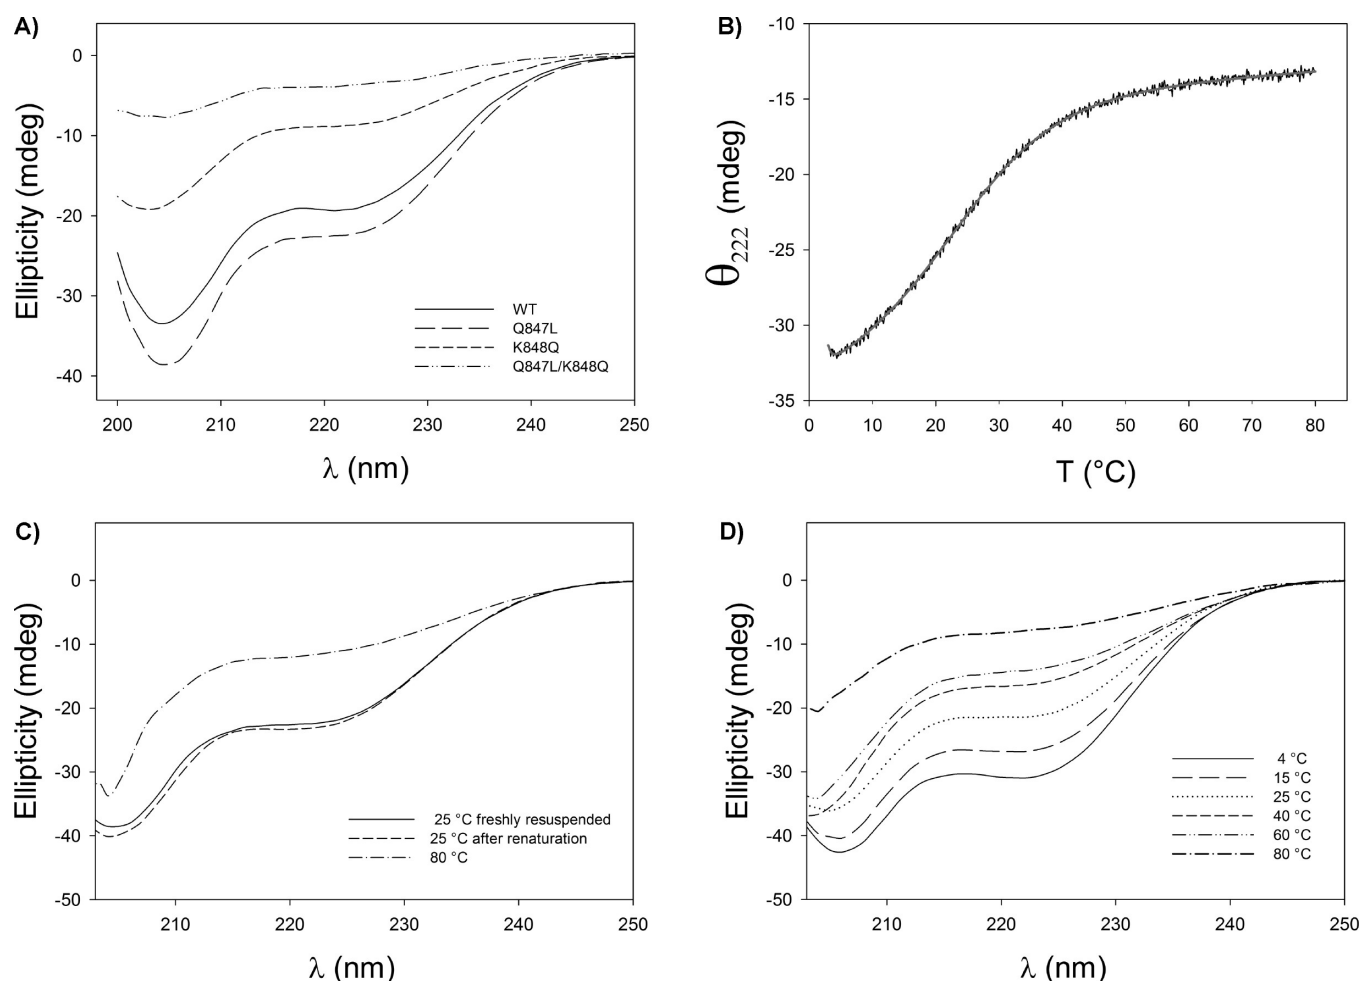 A)
0
-10
-20
-30
-40
200 210 220 230 240 250
Ellipticity (mdeg)
λ (nm)
WT
Q847L
K848Q
Q847L/K848Q
B)
-10
-15
-20
-25
-30
-35
0 10 20 30 40 50 60 70 80
θ222 (mdeg)
T (°C)
C)
0
-10
-20
-30
-40
-50
210 220 230 240 250
Ellipticity (mdeg)
λ (nm)
25 °C freshly resuspended
25 °C after renaturation
80 °C
D)
0
-10
-20
-30
-40
-50
210 220 230 240 250
Ellipticity (mdeg)
λ (nm)
4 °C
15 °C
25 °C
40 °C
60 °C
80 °C